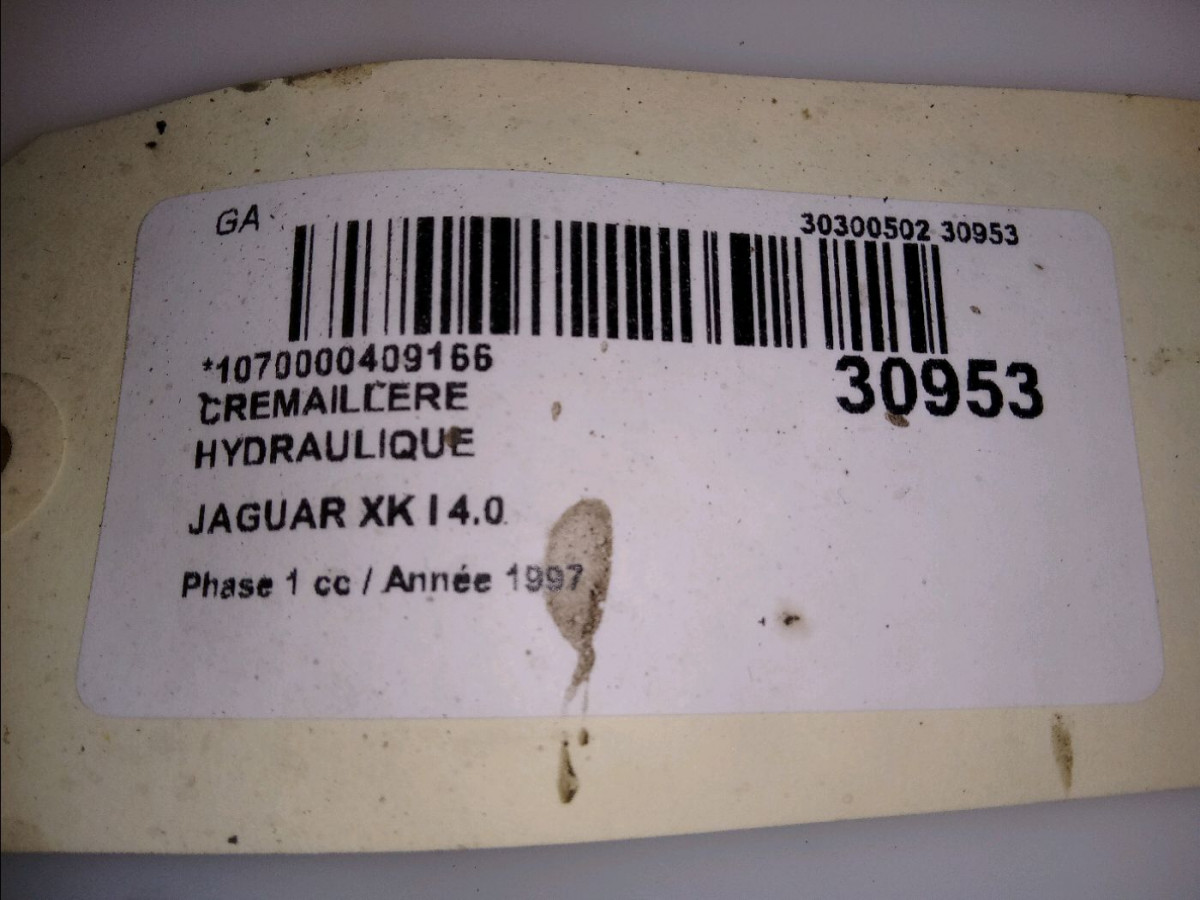 GA
30300502 30953
*1070000409166
30953
CREMAILLERE
HYDRAULIQUE
JAGUAR XK I 4.0
Phase 1 cc / Année 1997